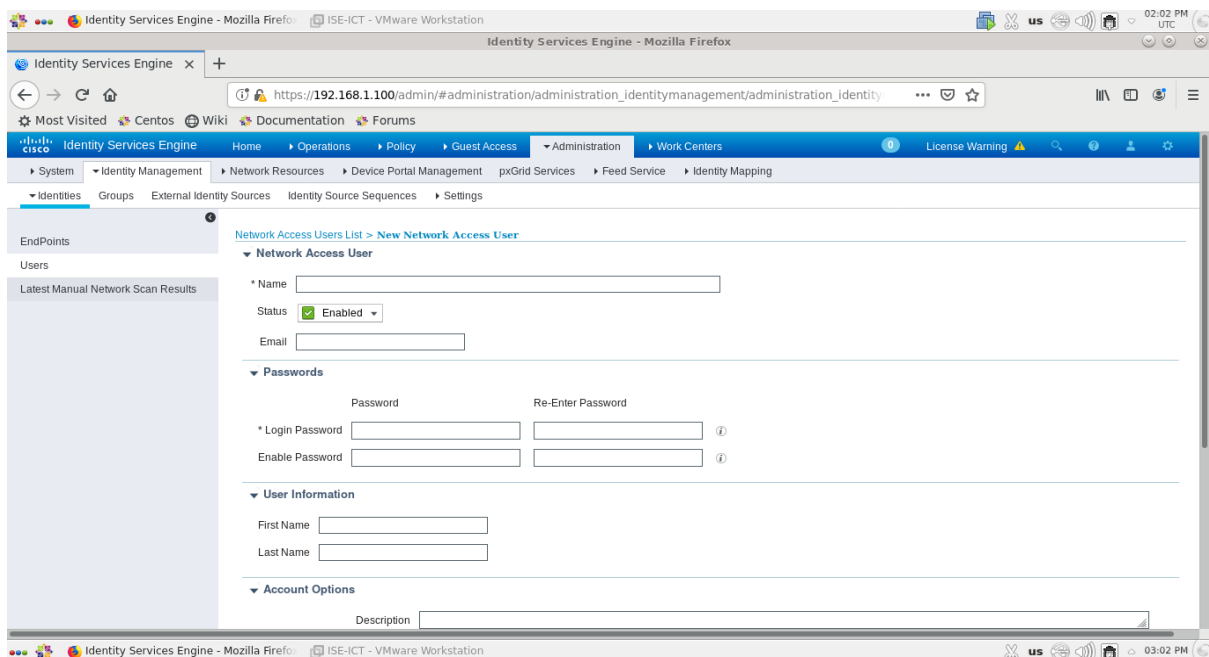 Identity Services Engine - Mozilla Firefo ISE-ICT - VMware Workstation us 02:02 PM UTC
Identity Services Engine - Mozilla Firefox
Identity Services Engine
https://192.168.1.100/admin/#administration/administration_identitymanagement/administration_identity
Most Visited Centos Wiki Documentation Forums
CISCO Identity Services Engine Home Operations Policy Guest Access Administration Work Centers 0 License Warning
System Identity Management Network Resources Device Portal Management pxGrid Services Feed Service Identity Mapping
Identities Groups External Identity Sources Identity Source Sequences Settings
EndPoints
Users
Latest Manual Network Scan Results
Network Access Users List > New Network Access User
Network Access User
* Name
Status Enabled
Email
Passwords
Password Re-Enter Password
* Login Password
Enable Password
User Information
First Name
Last Name
Account Options
Description
Identity Services Engine - Mozilla Firefo ISE-ICT - VMware Workstation us 03:02 PM